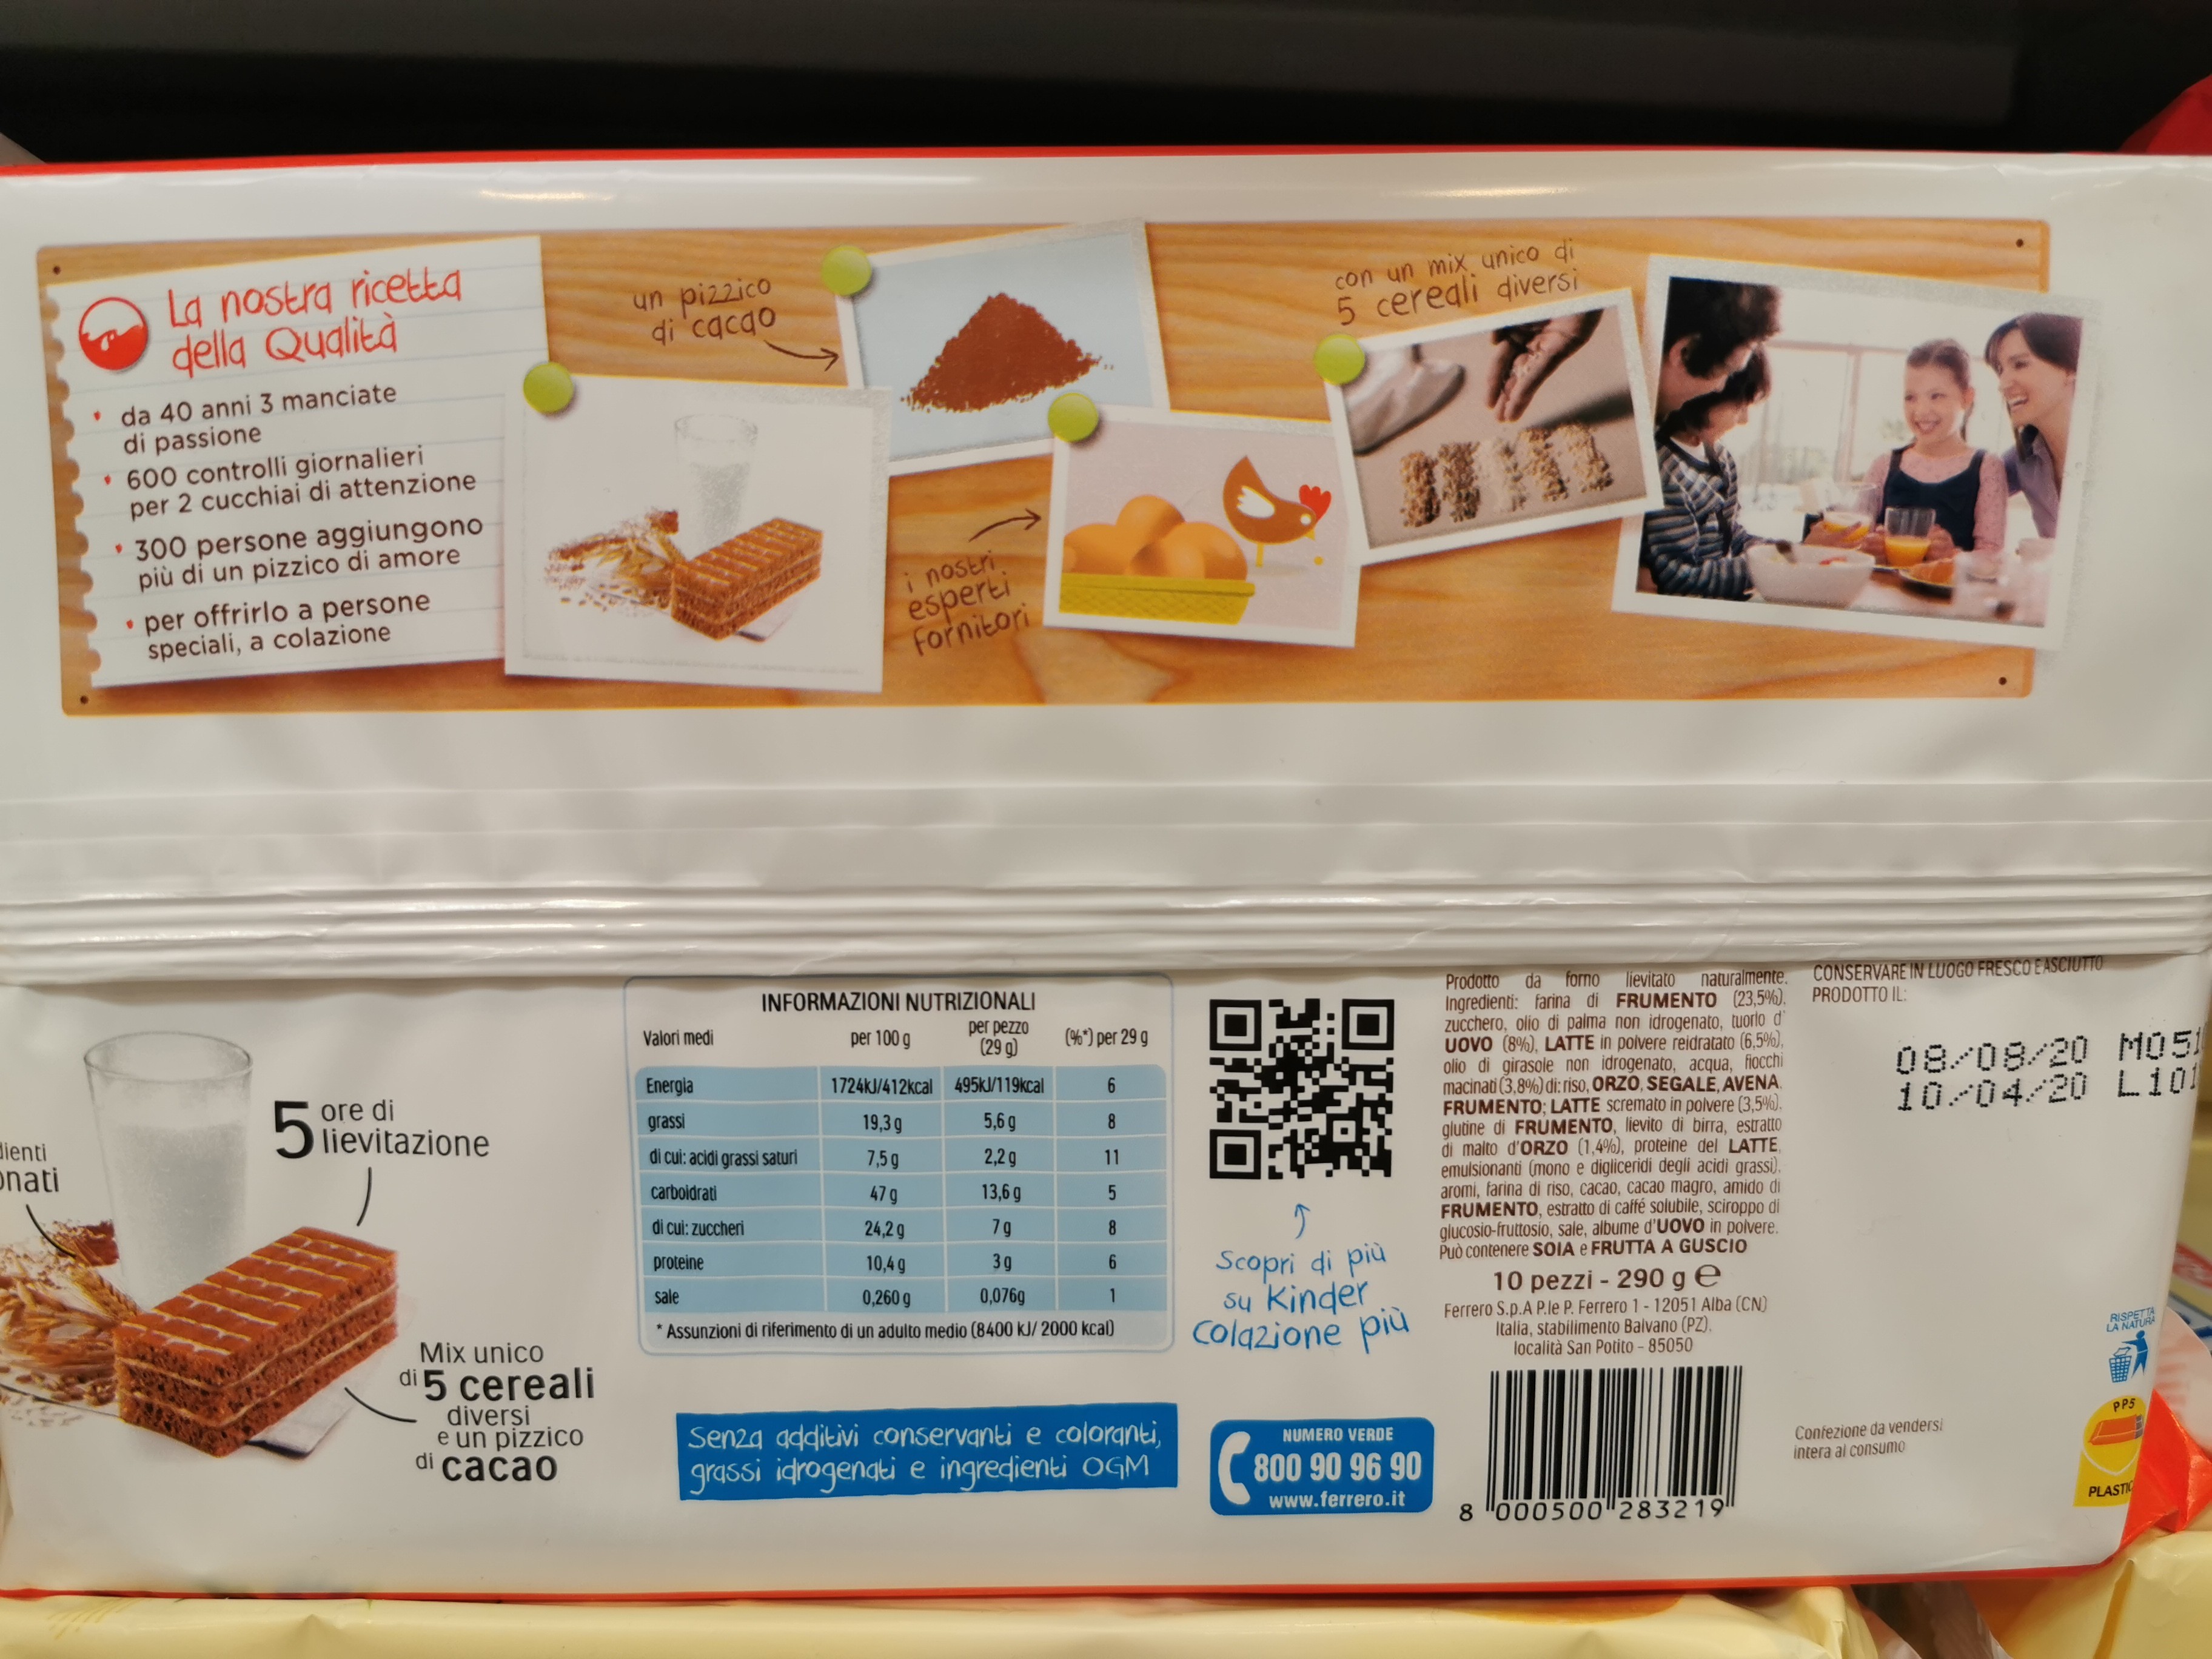 La nostra ricetta
della Qualità
• da 40 anni 3 manciate
di passione
• 600 controlli giornalieri
per 2 cucchiai di attenzione
• 300 persone aggiungono
più di un pizzico di amore
• per offrirlo a persone
speciali, a colazione
un pizzico
di cacao
i nostri
esperti
fornitori
con un mix unico di
5 cereali diversi
5 ore di
lievitazione
Mix unico
di 5 cereali
diversi
e un pizzico
di cacao
INFORMAZIONI NUTRIZIONALI
Valori medi per 100 g per pezzo (29 g) (%*) per 29 g
Energia 1724kJ/412kcal 495kJ/119kcal 6
grassi 19,3 g 5,6 g 8
di cui: acidi grassi saturi 7,5 g 2,2 g 11
carboidrati 47 g 13,6 g 5
di cui: zuccheri 24,2 g 7 g 8
proteine 10,4 g 3 g 6
sale 0,260 g 0,076g 1
* Assunzioni di riferimento di un adulto medio (8400 kJ/ 2000 kcal)
Senza additivi conservanti e coloranti,
grassi idrogenati e ingredienti OGM
Scopri di più
su Kinder
Colazione più
NUMERO VERDE
800 90 96 90
www.ferrero.it
Prodotto da forno lievitato naturalmente.
Ingredienti: farina di FRUMENTO (23,5%),
zucchero, olio di palma non idrogenato, tuorlo d'
UOVO (8%), LATTE in polvere reidratato (6,5%),
olio di girasole non idrogenato, acqua, fiocchi
macinati (3,8%) di: riso, ORZO, SEGALE, AVENA,
FRUMENTO; LATTE scremato in polvere (3,5%),
glutine di FRUMENTO, lievito di birra, estratto
di malto d'ORZO (1,4%), proteine del LATTE,
emulsionanti (mono e digliceridi degli acidi grassi),
aromi, farina di riso, cacao, cacao magro, amido di
FRUMENTO, estratto di caffé solubile, sciroppo di
glucosio-fruttosio, sale, albume d'UOVO in polvere.
Può contenere SOIA e FRUTTA A GUSCIO
10 pezzi - 290 g e
Ferrero S.p.A P.le P. Ferrero 1 - 12051 Alba (CN)
Italia, stabilimento Balvano (PZ),
località San Potito - 85050
8 000500 283219
CONSERVARE IN LUOGO FRESCO E ASCIUTTO
PRODOTTO IL:
08/08/20 M051
10/04/20 L101
Confezione da vendersi
intera al consumo
RISPETTA
LA NATURA
PP5